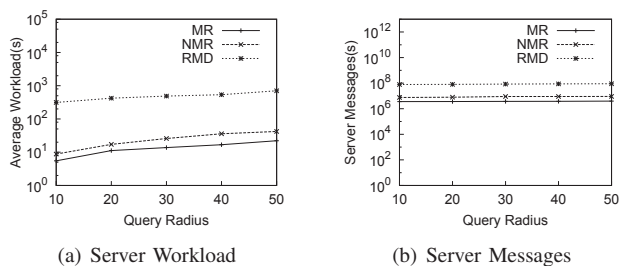 10^5
10^4
10^3
10^2
10^1
10^0
Average Workload(s)
MR
NMR
RMD
10 20 30 40 50
Query Radius
(a) Server Workload
10^12
10^10
10^8
10^6
10^4
10^2
10^0
Server Messages(s)
MR
NMR
RMD
10 20 30 40 50
Query Radius
(b) Server Messages